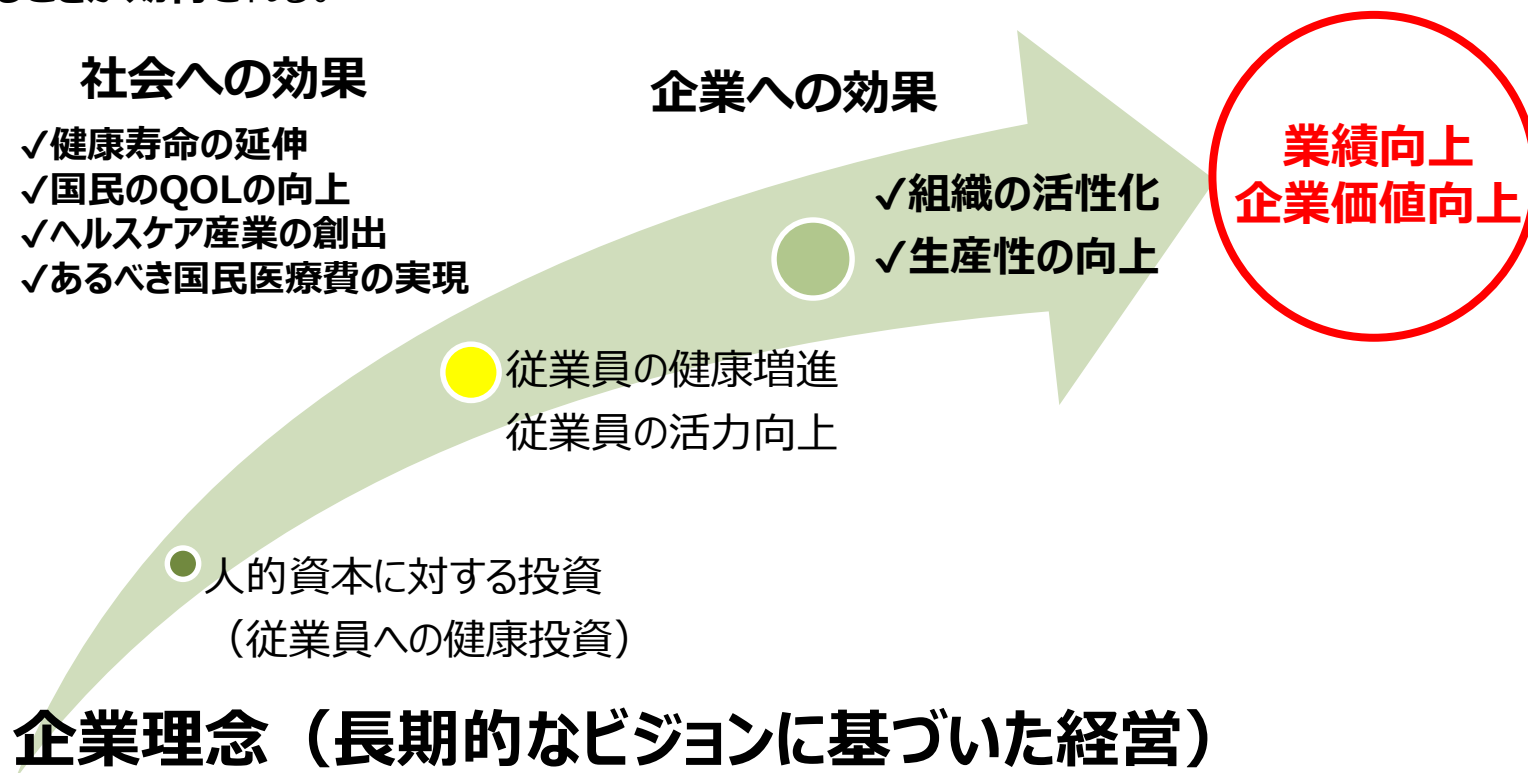 社会への効果
✓健康寿命の延伸
✓国民のQOLの向上
✓ヘルスケア産業の創出
✓あるべき国民医療費の実現
企業への効果
✓組織の活性化
✓生産性の向上
業績向上
企業価値向上
従業員の健康増進
従業員の活力向上
人的資本に対する投資
（従業員への健康投資）
企業理念（長期的なビジョンに基づいた経営）